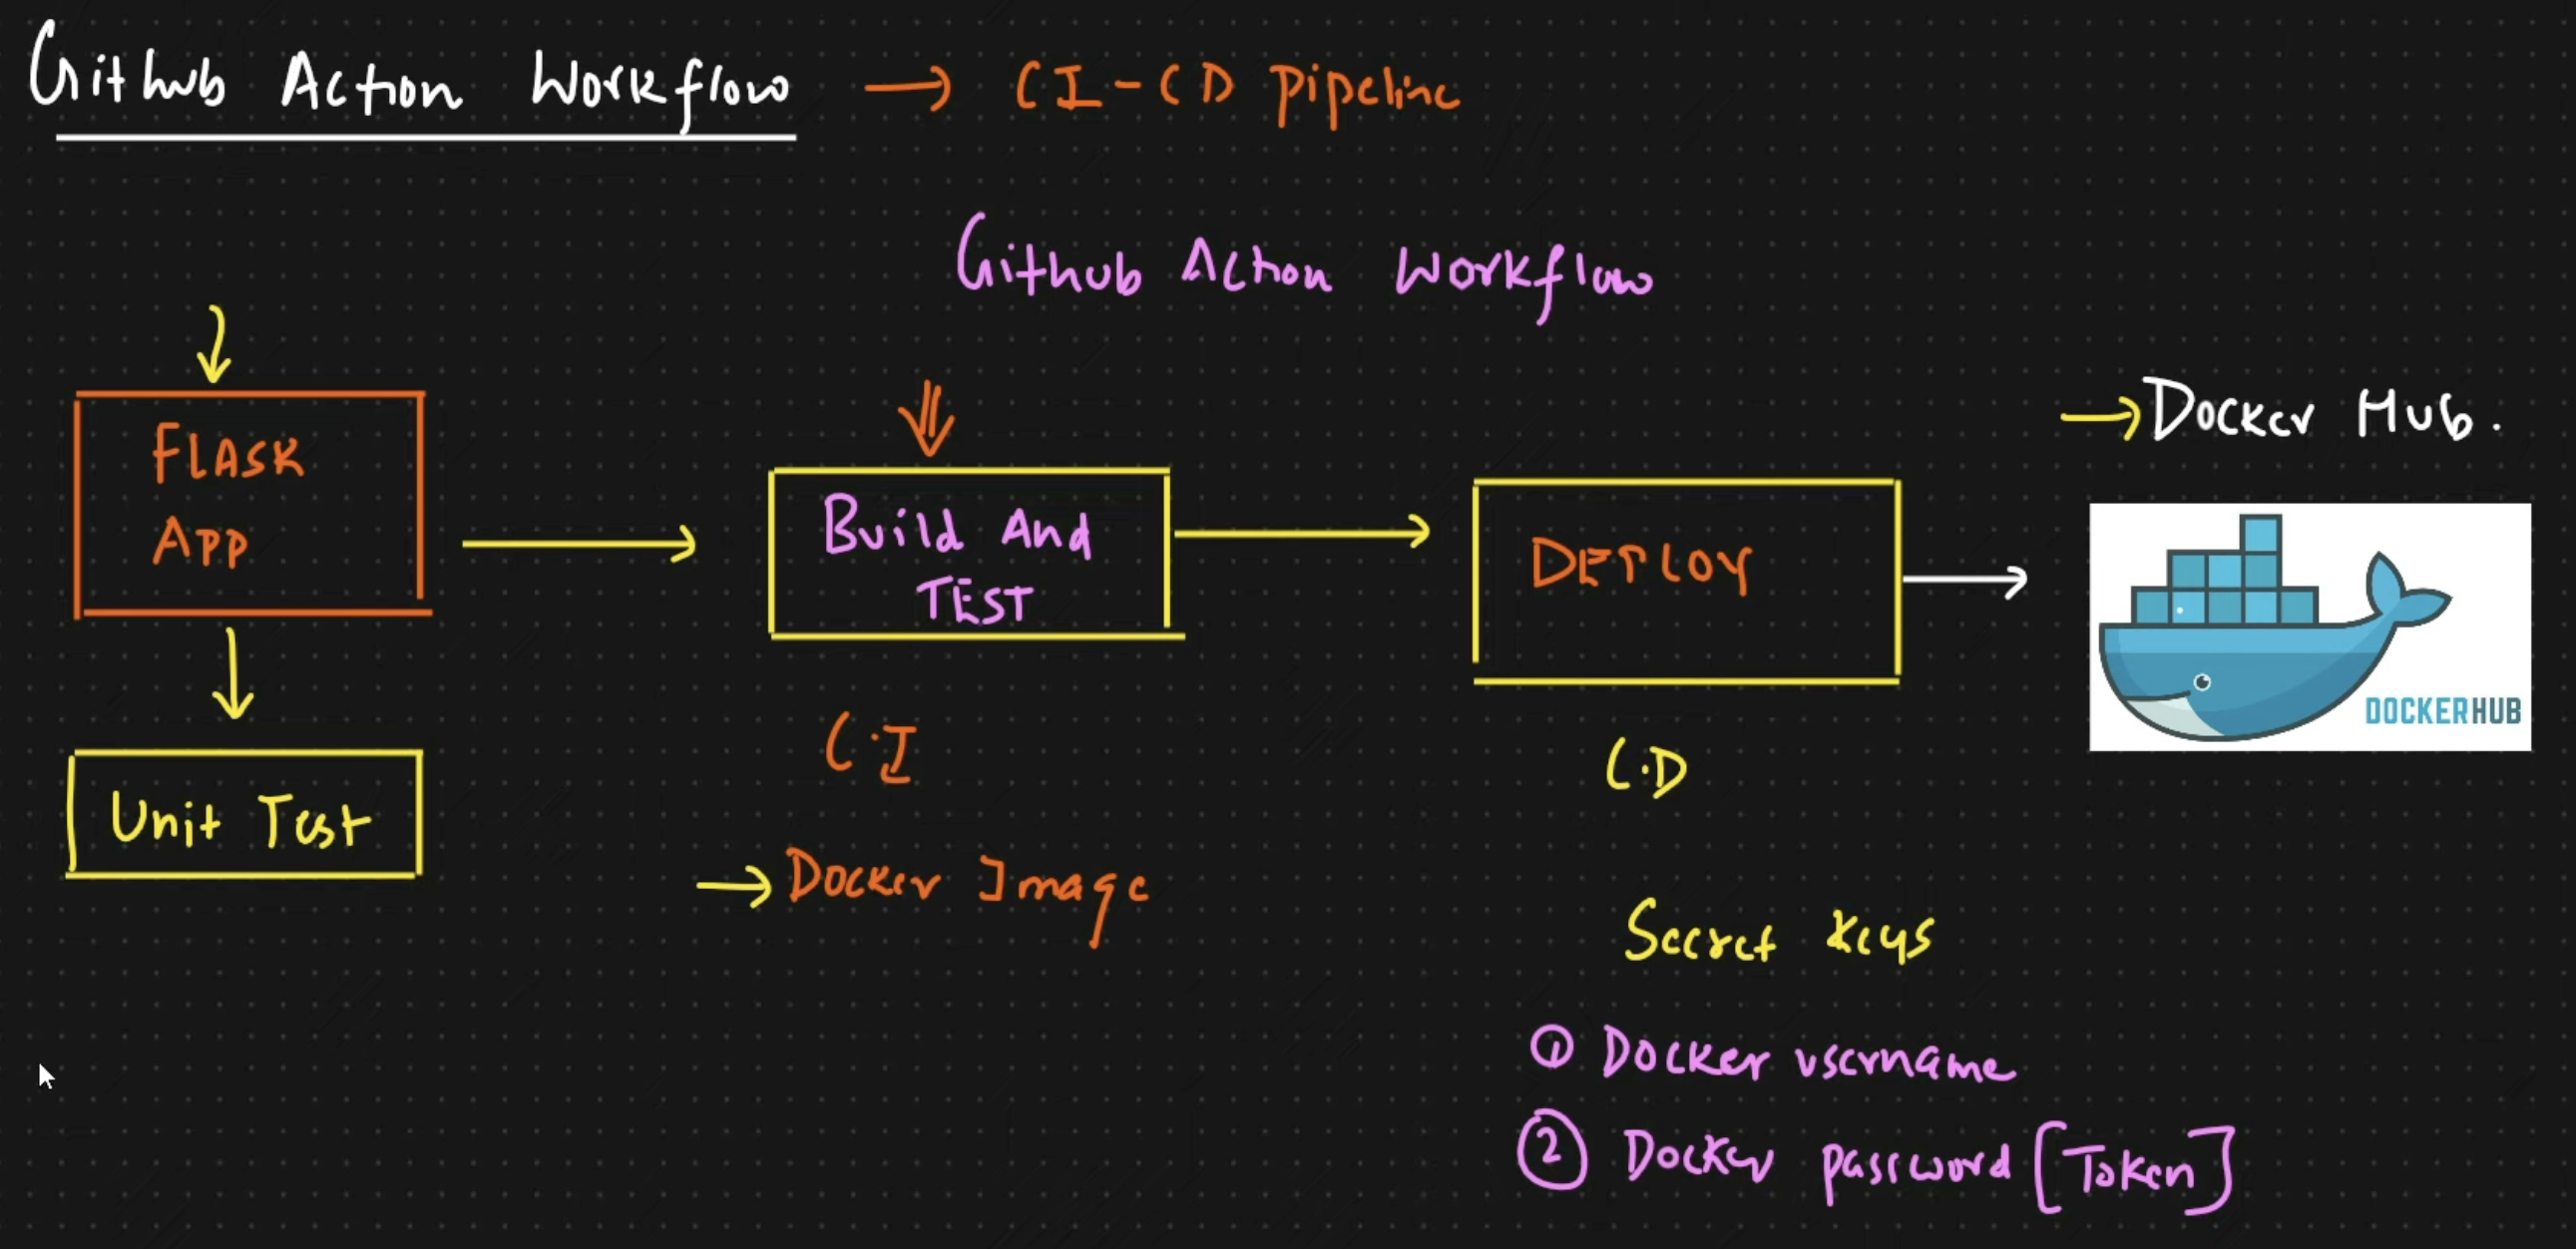 Github Action Workflow → CI-CD Pipeline
Github Action Workflow
FLASK
APP
Unit Test
Build And
TEST
C.I
→ Docker Image
DEPLOY
C.D
→ Docker Hub.
DOCKERHUB
Secret Keys
① Docker username
② Docker password [Token]